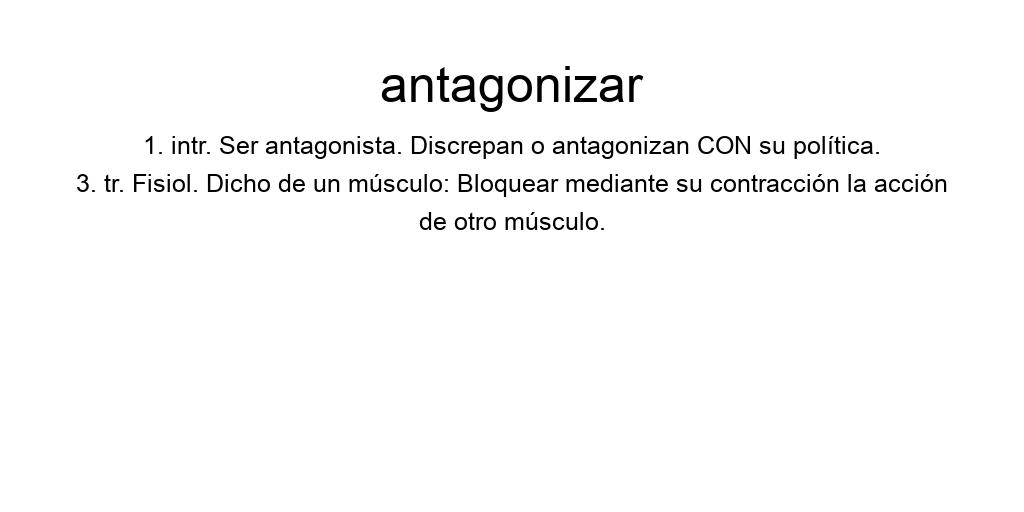 antagonizar
1. intr. Ser antagonista. Discrepan o antagonizan CON su política.
3. tr. Fisiol. Dicho de un músculo: Bloquear mediante su contracción la acción
de otro músculo.